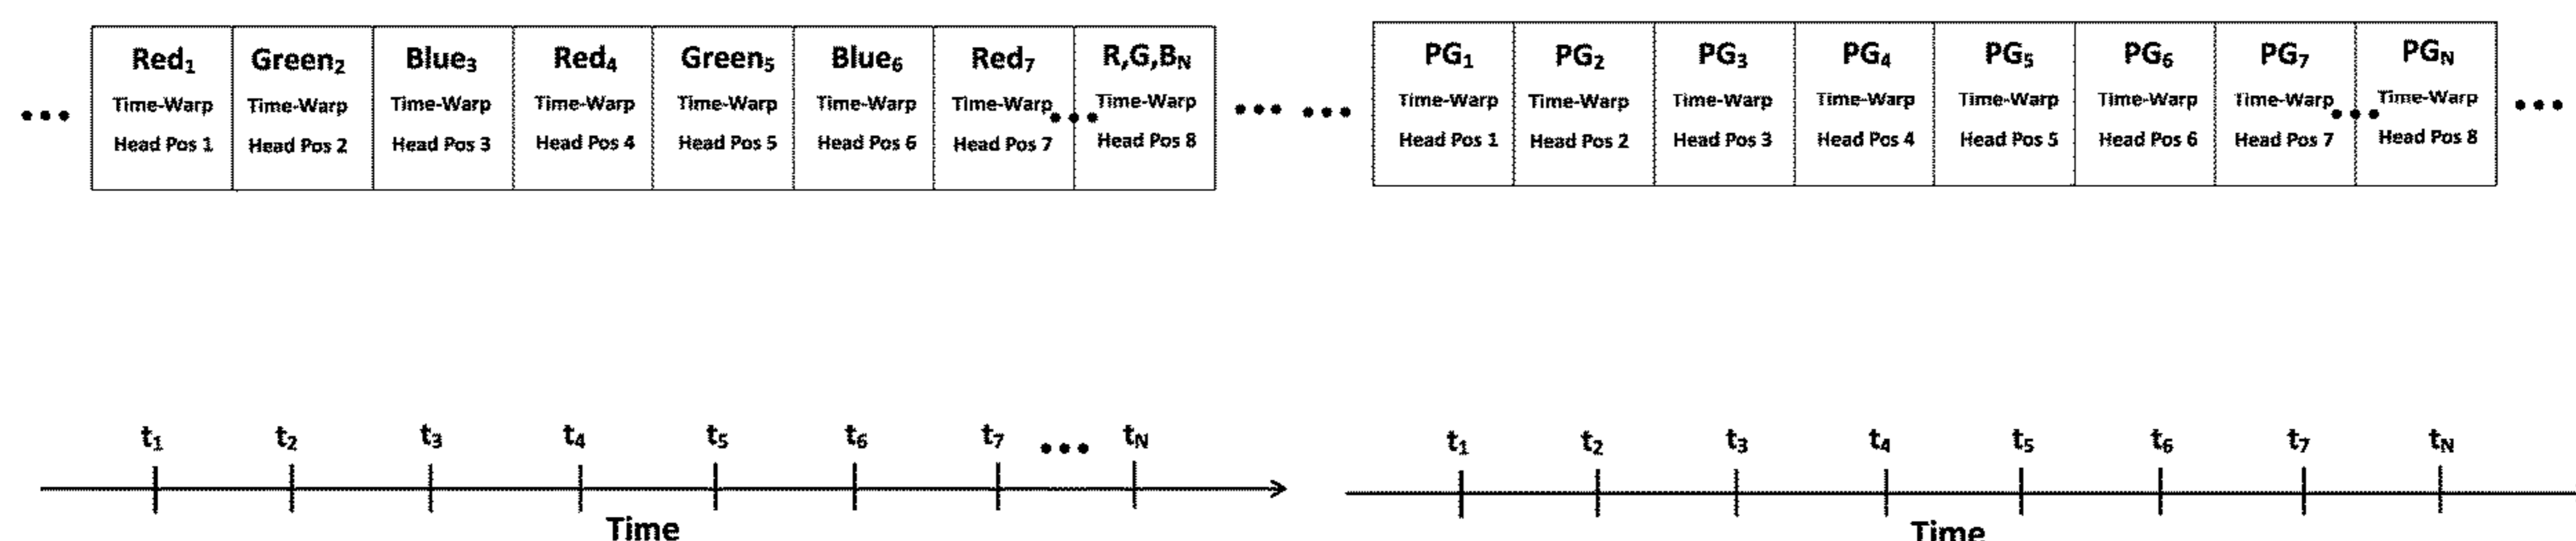 Red₁ Green₂ Blue₃ Red₄ Green₅ Blue₆ Red₇ R,G,B_N
Time-Warp Time-Warp Time-Warp Time-Warp Time-Warp Time-Warp Time-Warp Time-Warp
••• ••• •••
Head Pos 1 Head Pos 2 Head Pos 3 Head Pos 4 Head Pos 5 Head Pos 6 Head Pos 7 Head Pos 8
PG₁ PG₂ PG₃ PG₄ PG₅ PG₆ PG₇ PG_N
Time-Warp Time-Warp Time-Warp Time-Warp Time-Warp Time-Warp Time-Warp Time-Warp
••• ••• •••
Head Pos 1 Head Pos 2 Head Pos 3 Head Pos 4 Head Pos 5 Head Pos 6 Head Pos 7 Head Pos 8
t₁ t₂ t₃ t₄ t₅ t₆ t₇ ••• t_N
Time
t₁ t₂ t₃ t₄ t₅ t₆ t₇ t_N
Time